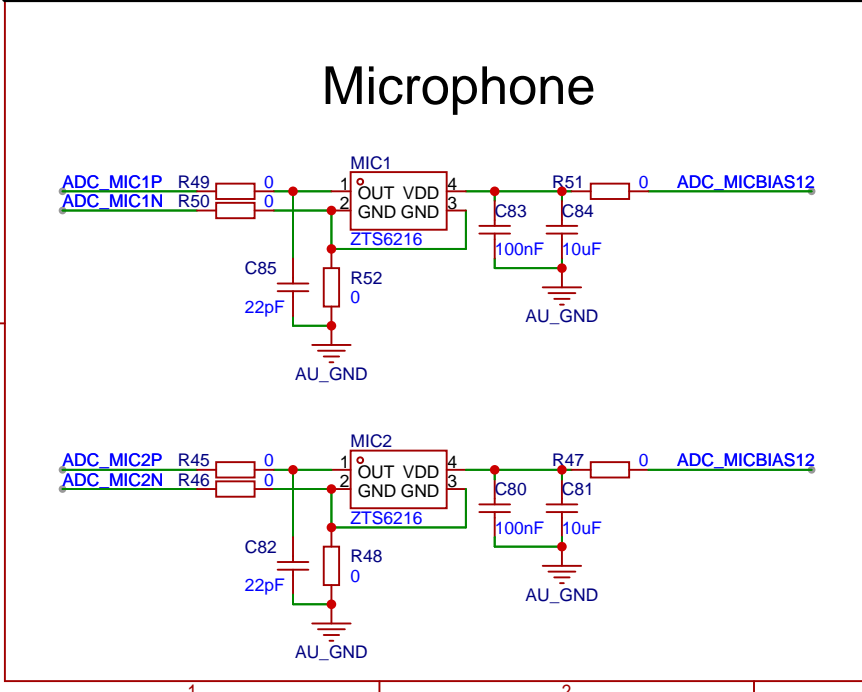 Microphone
MIC1
ADC_MIC1P R49 0 1 OUT VDD 4 R51 0 ADC_MICBIAS12
ADC_MIC1N R50 0 2 GND GND 3 C83 C84
ZTS6216 100nF 10uF
C85 R52
22pF 0
AU_GND
AU_GND
MIC2
ADC_MIC2P R45 0 1 OUT VDD 4 R47 0 ADC_MICBIAS12
ADC_MIC2N R46 0 2 GND GND 3 C80 C81
ZTS6216 100nF 10uF
C82 R48
22pF 0
AU_GND
AU_GND
1 2